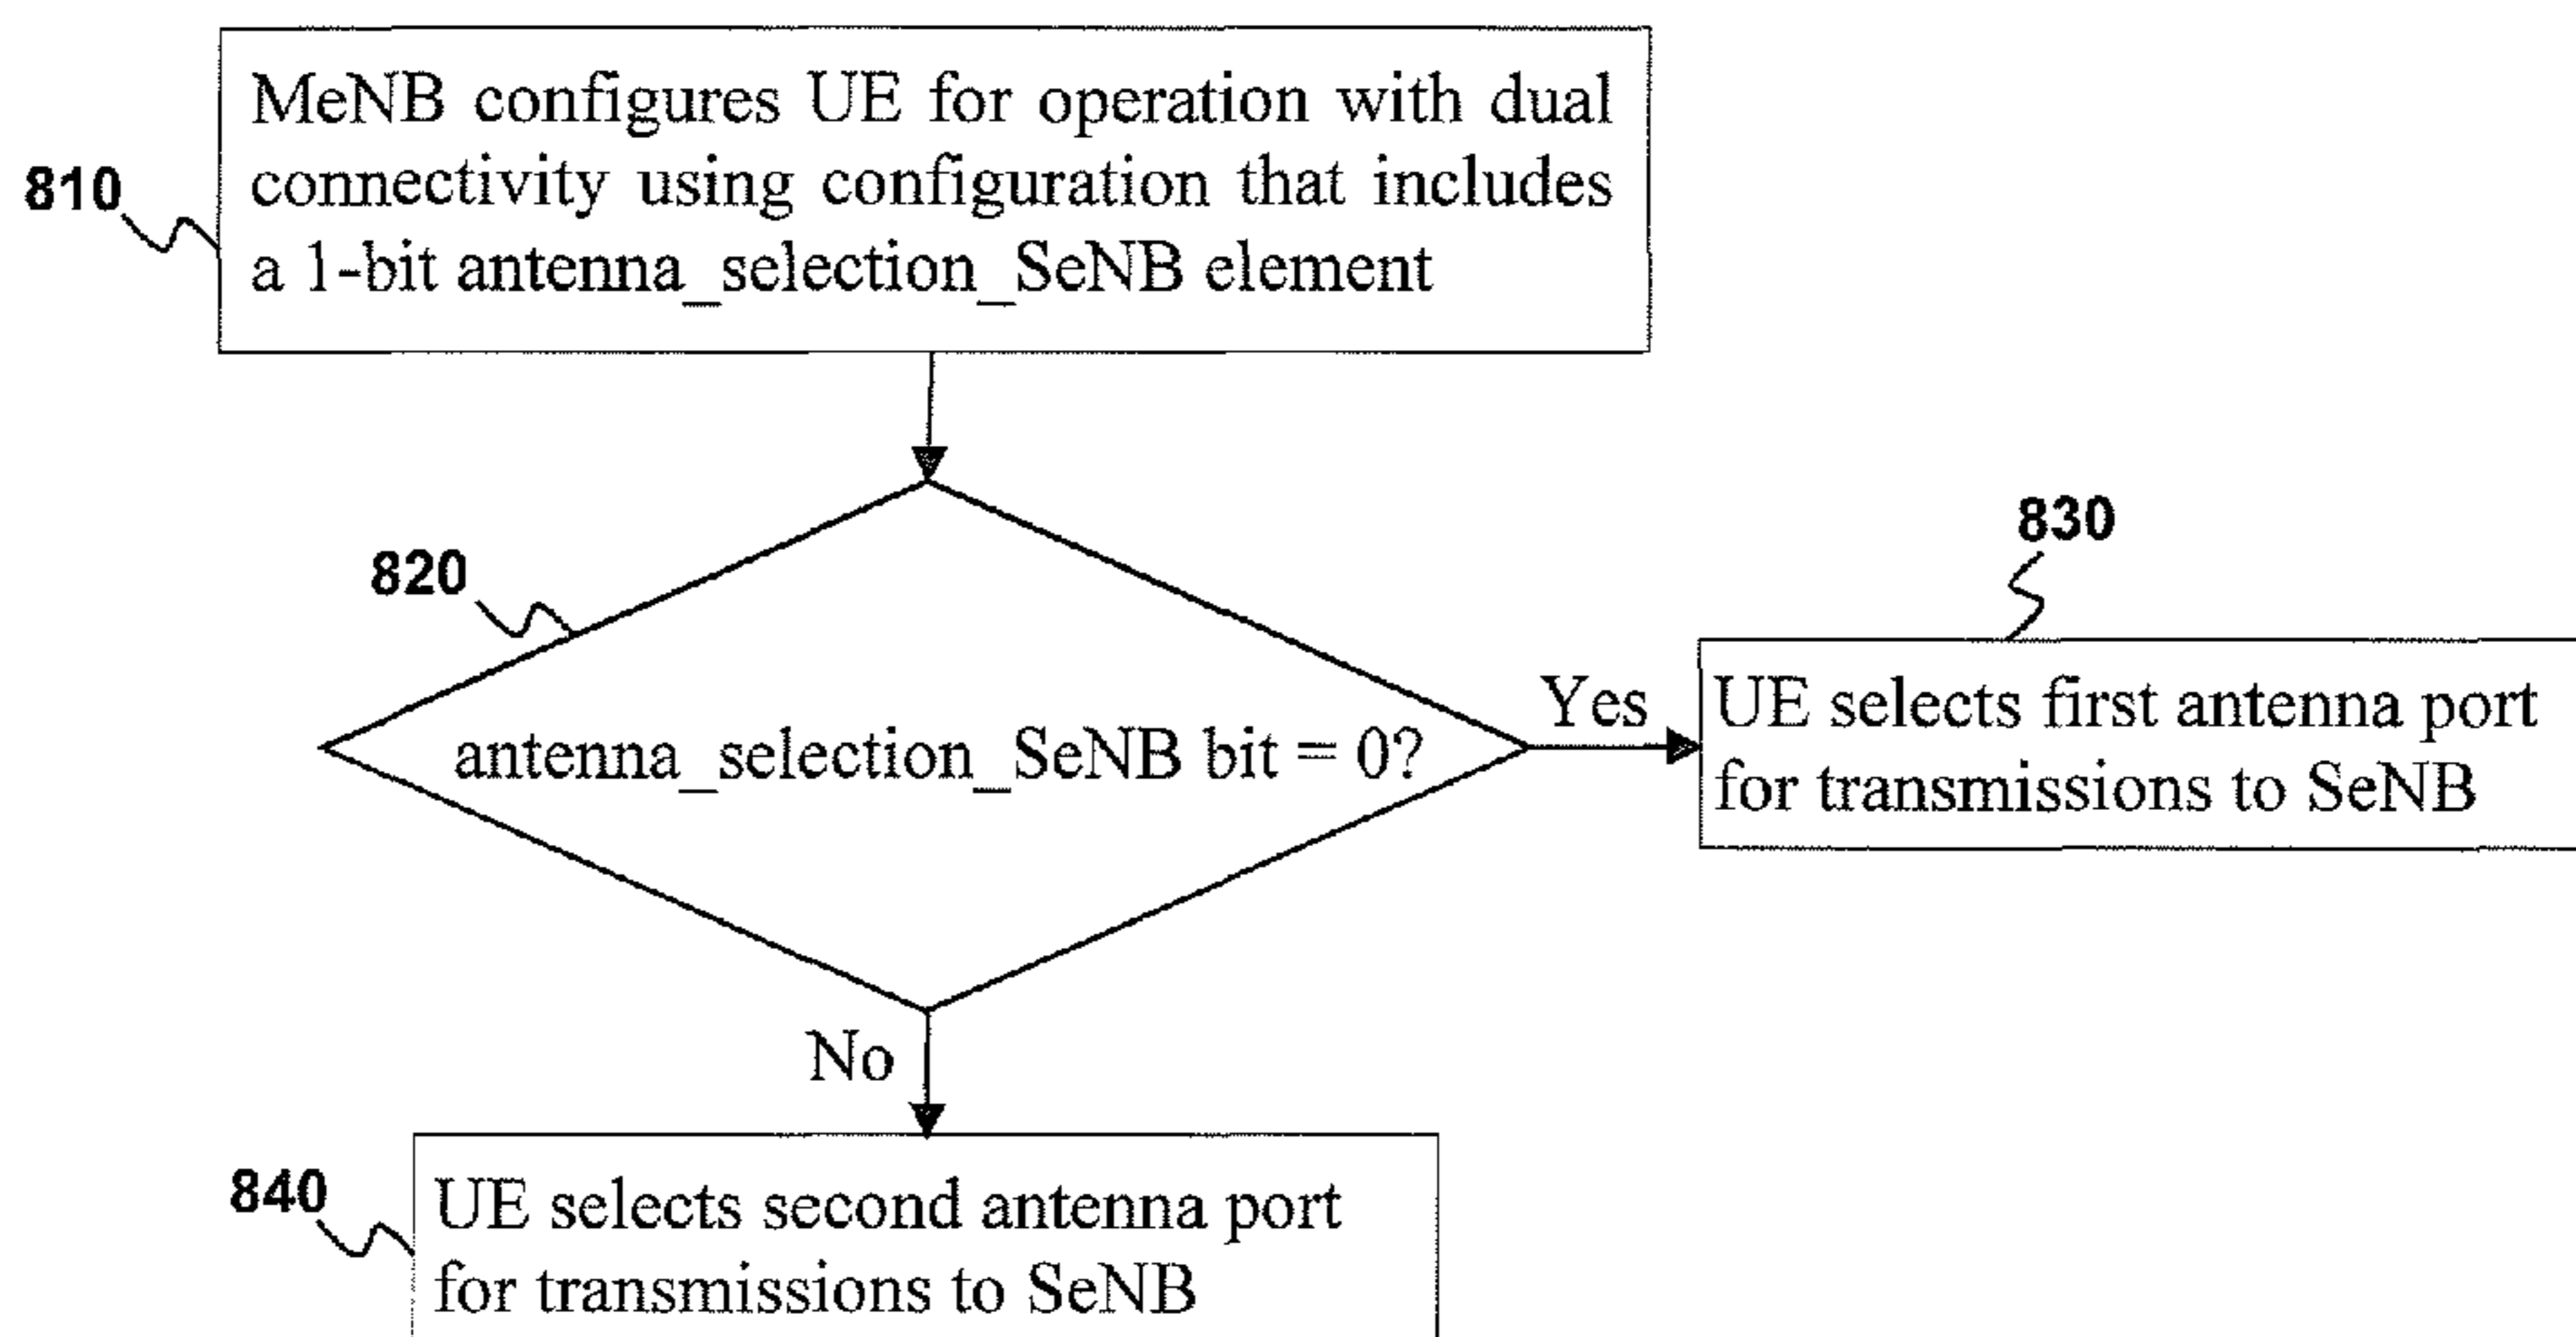 MeNB configures UE for operation with dual
810
connectivity using configuration that includes
a 1-bit antenna_selection_SeNB element
830
820
antenna_selection_SeNB bit = 0?
Yes
UE selects first antenna port
for transmissions to SeNB
No
840
UE selects second antenna port
for transmissions to SeNB